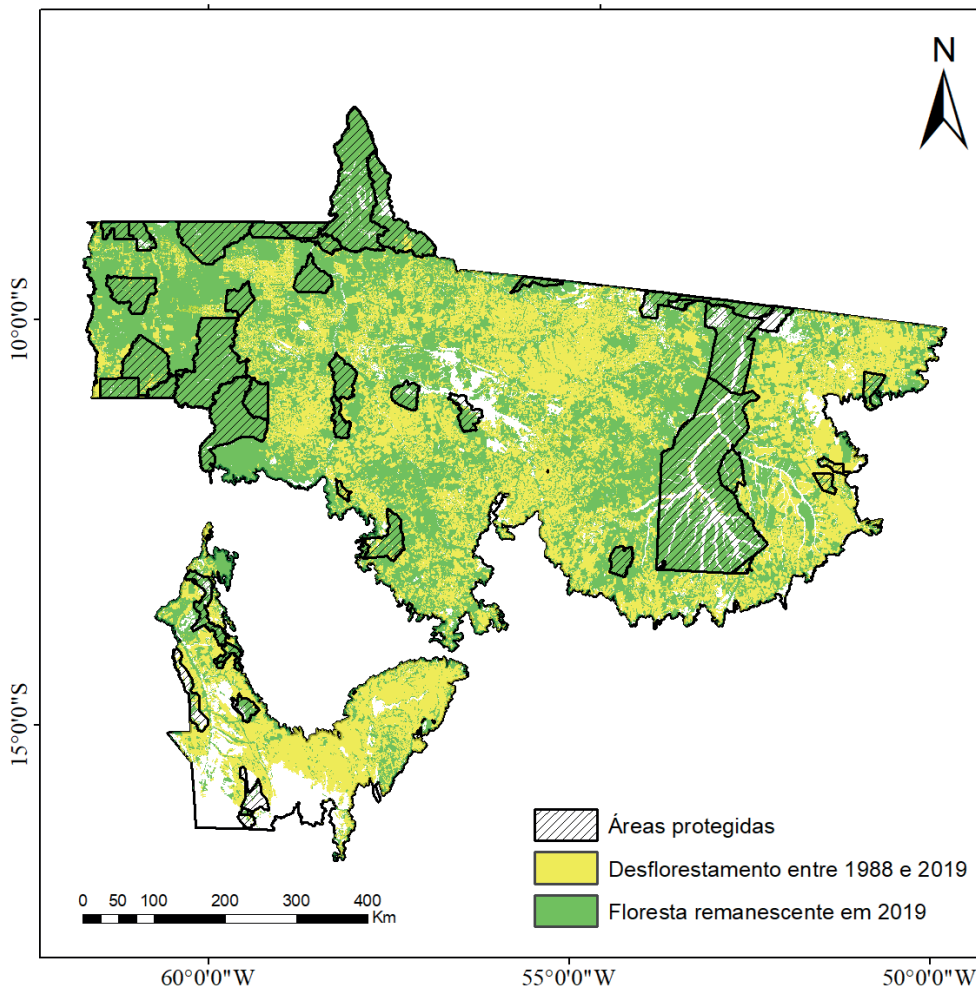 N
10°0'0"S
15°0'0"S
Áreas protegidas
Desflorestamento entre 1988 e 2019
Floresta remanescente em 2019
0 50 100 200 300 400
Km
60°0'0"W 55°0'0"W 50°0'0"W